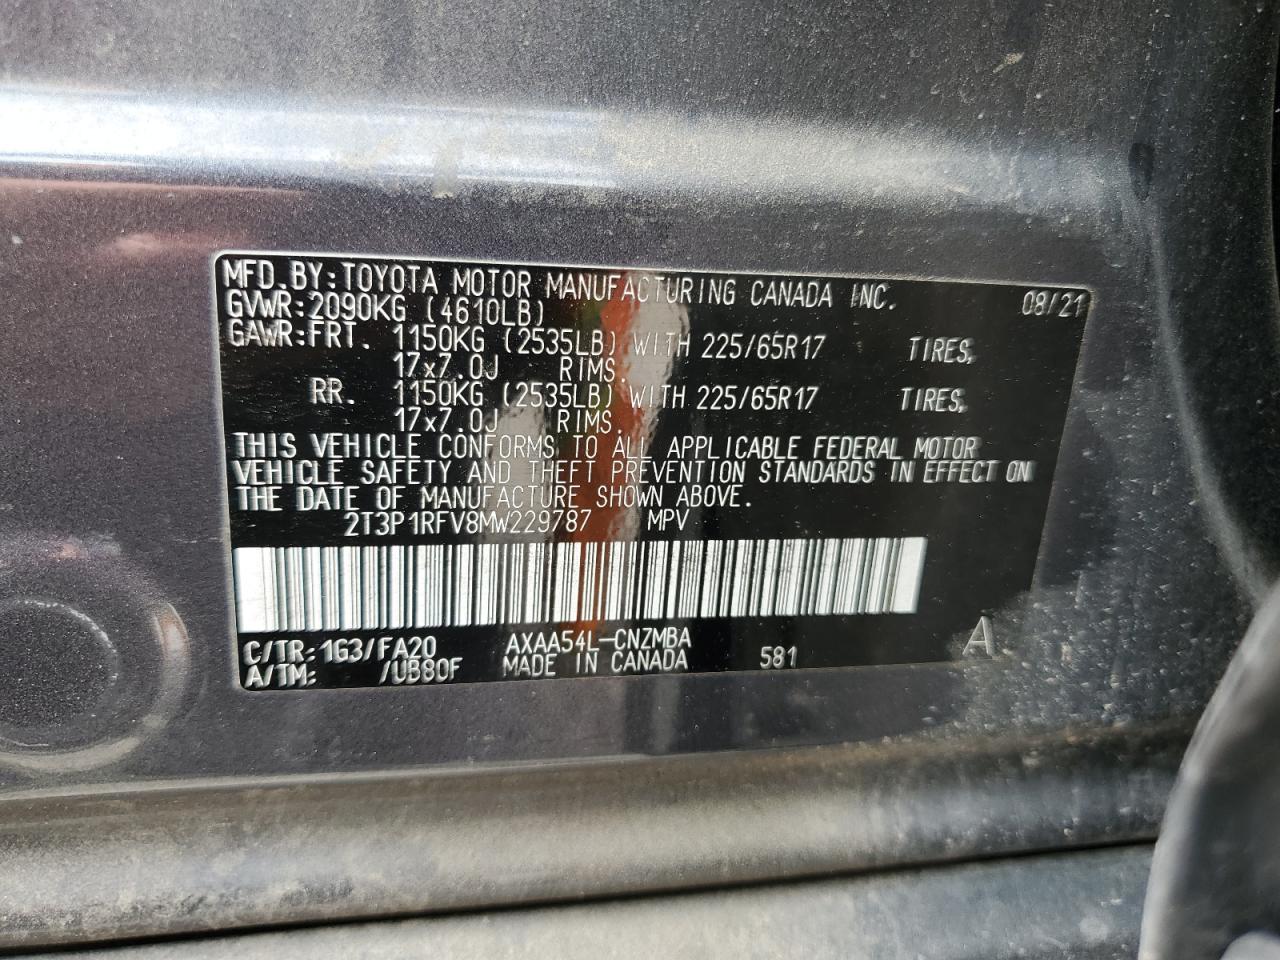 MFD.BY:TOYOTA MOTOR MANUFACTURING CANADA INC. 08/21
GVWR:2090KG (4610LB)
GAWR:FRT. 1150KG (2535LB) WITH 225/65R17 TIRES,
17x7.0J RIMS.
RR. 1150KG (2535LB) WITH 225/65R17 TIRES,
17x7.0J RIMS.
THIS VEHICLE CONFORMS TO ALL APPLICABLE FEDERAL MOTOR
VEHICLE SAFETY AND THEFT PREVENTION STANDARDS IN EFFECT ON
THE DATE OF MANUFACTURE SHOWN ABOVE.
2T3P1RFV8MW229787 MPV
C/TR:1G3/FA20 AXAA54L-CNZMBA
A/TM: /UB80F MADE IN CANADA 581 A